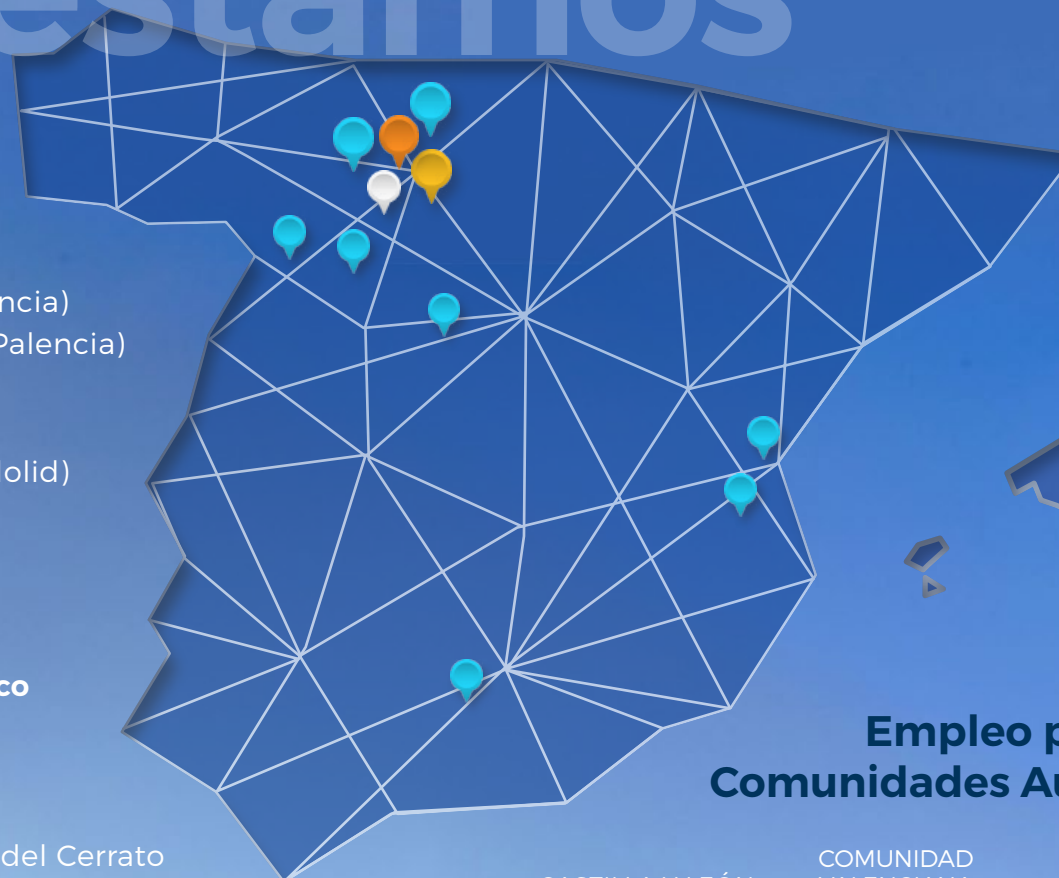 estamos
ncia)
Palencia)
olid)
co
del Cerrato
Empleo p
Comunidades Au
COMUNIDAD